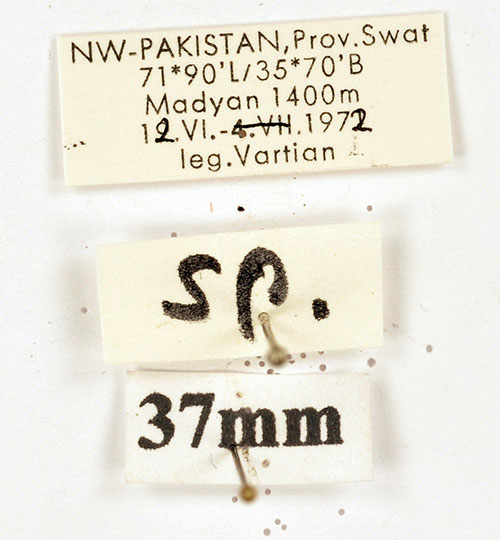 NW-PAKISTAN,Prov.Swat
71*90'L/35*70'B
Madyan 1400m
12.VI.-4.VII.1972
leg.Vartian
sp.
37mm